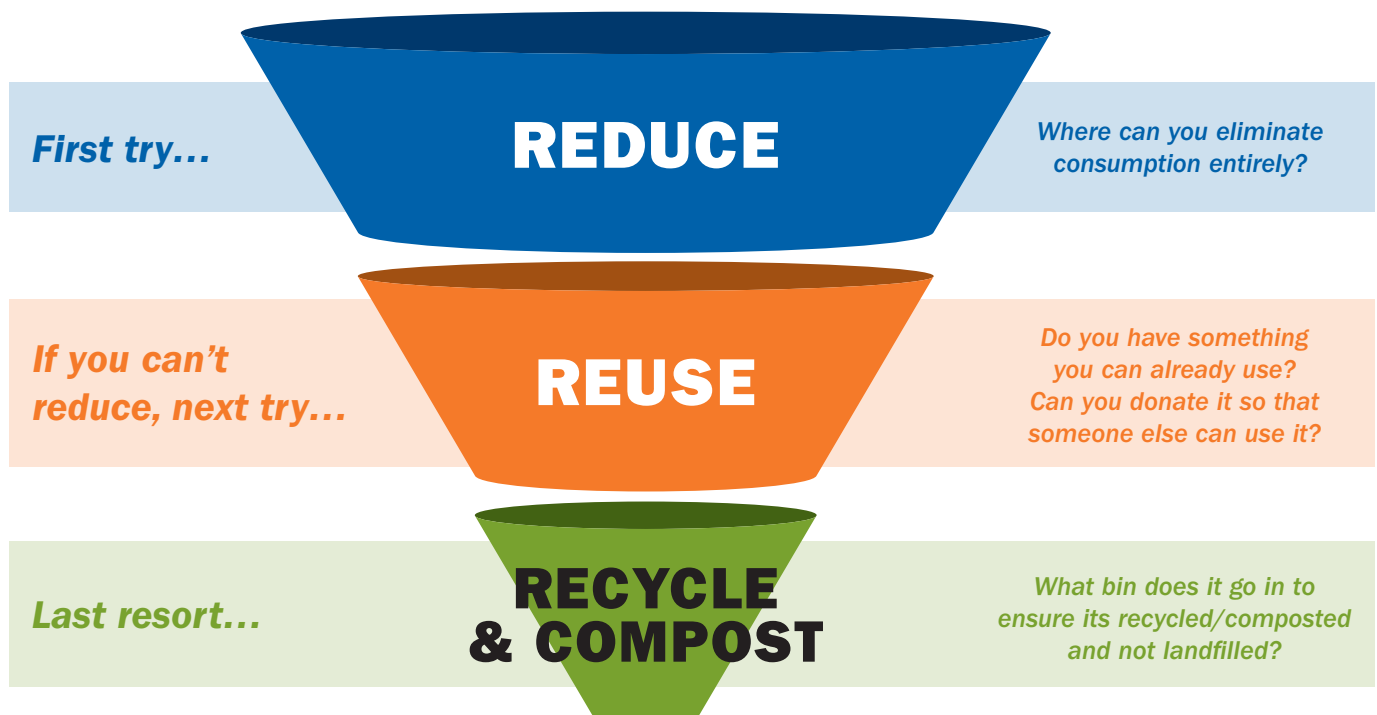 First try...
REDUCE
Where can you eliminate
consumption entirely?
If you can’t
reduce, next try...
REUSE
Do you have something
you can already use?
Can you donate it so that
someone else can use it?
Last resort...
RECYCLE
& COMPOST
What bin does it go in to
ensure its recycled/composted
and not landfilled?